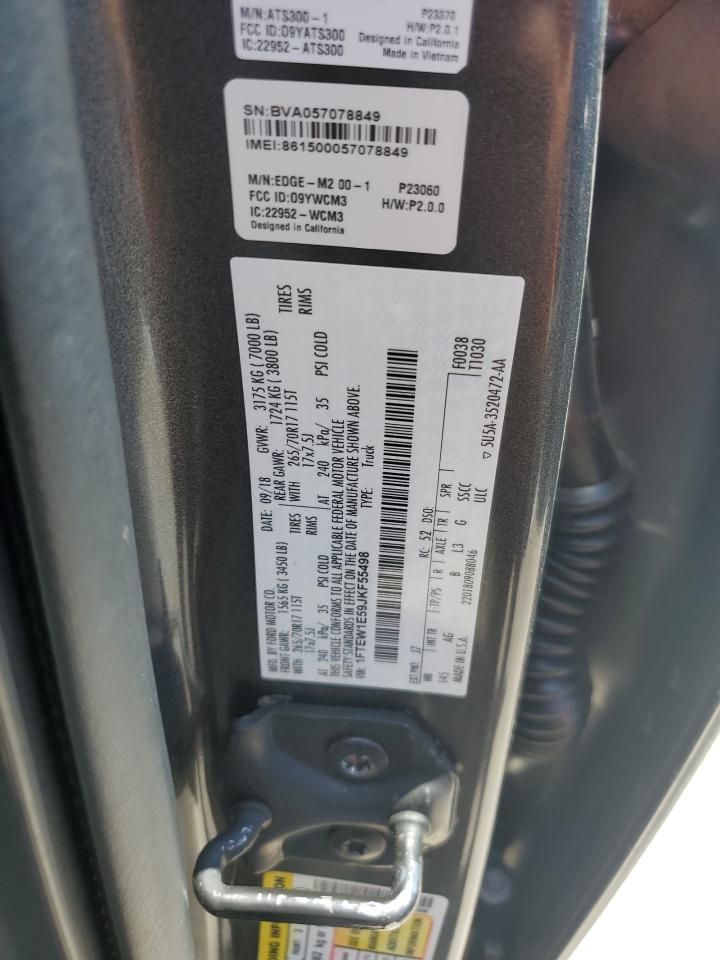 M/N:ATS300-1 P23370
FCC ID:O9YATS300 H/W:P2.0.1
IC:22952-ATS300 Designed in California
Made in Vietnam
SN:BVA057078849
IMEI:861500057078849
M/N:EDGE-M2 00-1 P23060
FCC ID:O9YWCM3 H/W:P2.0.0
IC:22952-WCM3
Designed in California
MFD. BY FORD MOTOR CO. DATE: 09/18 GVWR: 3175 KG ( 7000 LB)
FRONT GAWR: 1565 KG ( 3450 LB) REAR GAWR: 1724 KG ( 3800 LB)
WITH 265/70R17 115T TIRES WITH 265/70R17 115T TIRES
17x7.5J RIMS 17x7.5J RIMS
AT 240 kPa/ 35 PSI COLD AT 240 kPa/ 35 PSI COLD
THIS VEHICLE CONFORMS TO ALL APPLICABLE FEDERAL MOTOR VEHICLE
SAFETY STANDARDS IN EFFECT ON THE DATE OF MANUFACTURE SHOWN ABOVE.
VIN: 1FTEW1E59JKF55498 TYPE: Truck
F0038
T1030
EXT PNT: J7 RC: 52 DSO:
WB INT TR TP/PS R AXLE TR SPR
145 AG B L3 G SSCC
MADE IN U.S.A. 2201809088046 ULC
▽ 5U5A-3520472-AA